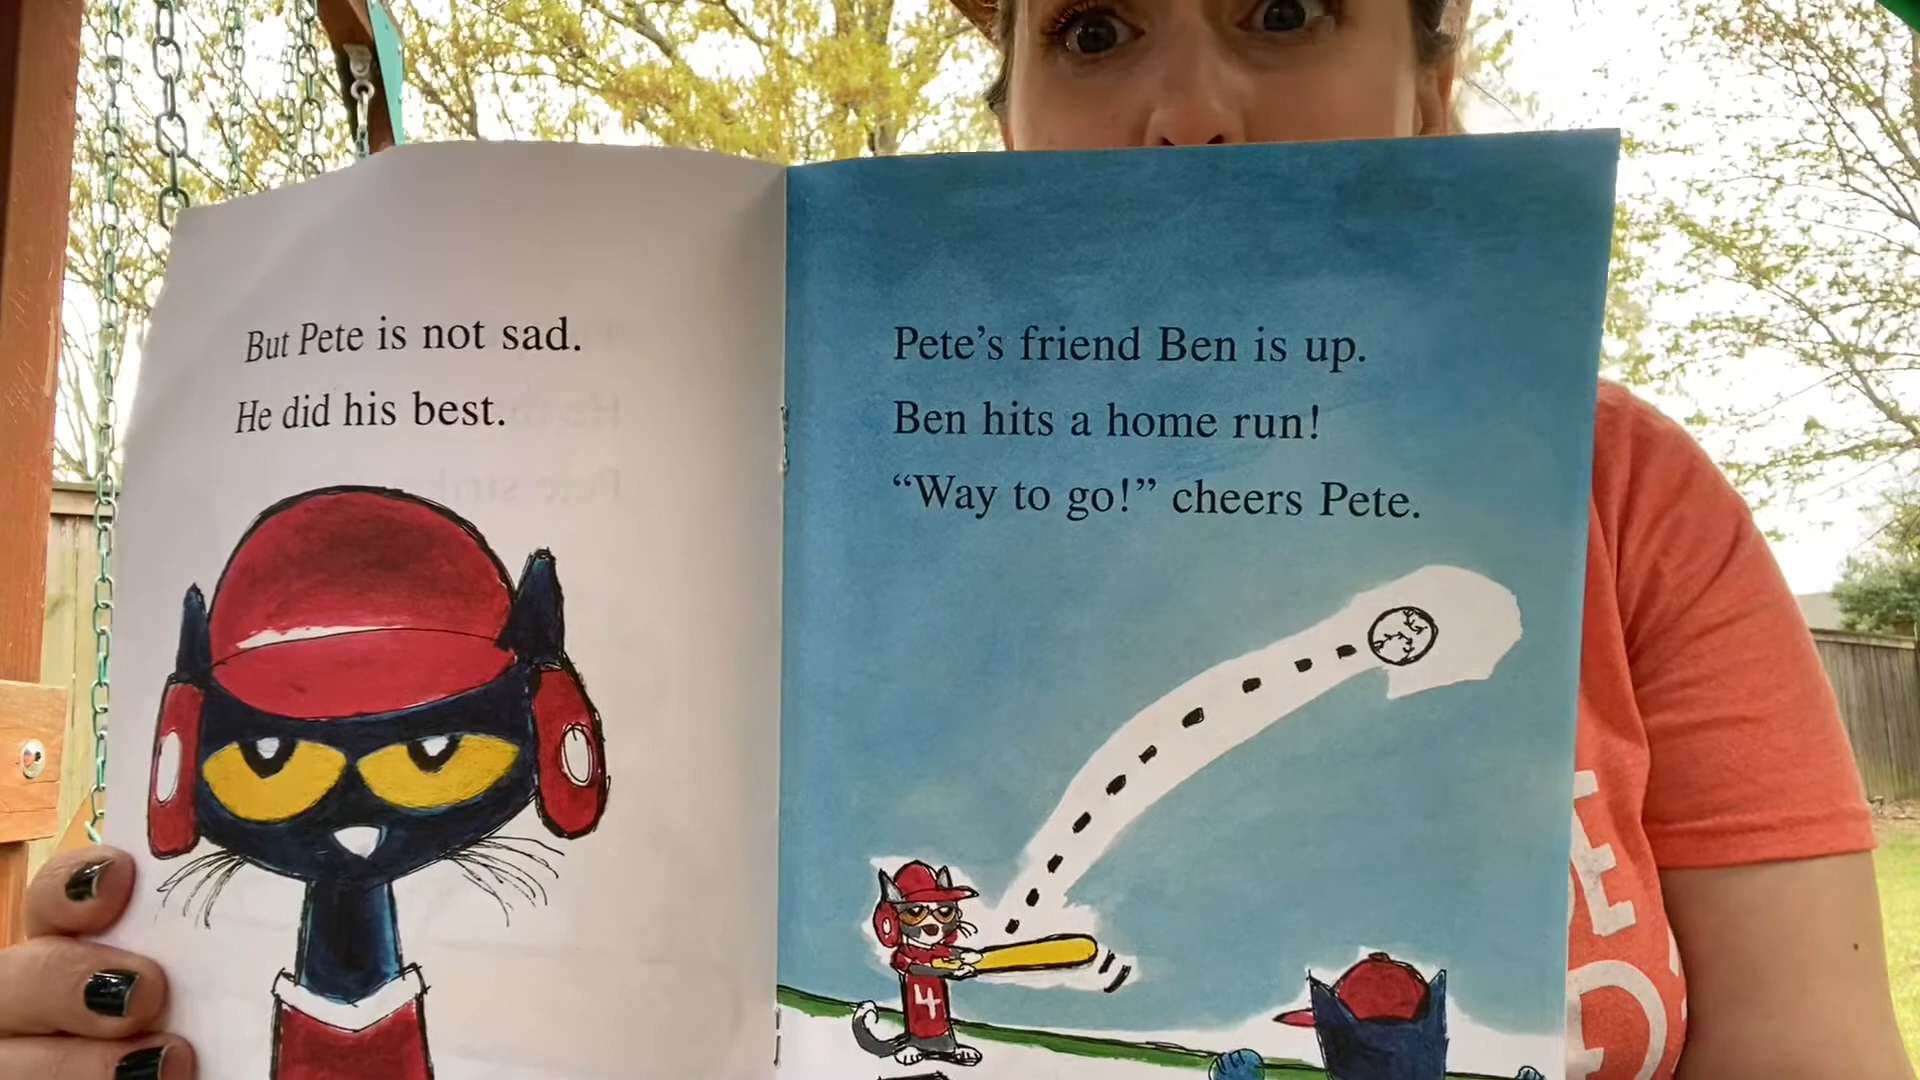 But Pete is not sad.
He did his best.
Pete's friend Ben is up.
Ben hits a home run!
“Way to go!” cheers Pete.
4